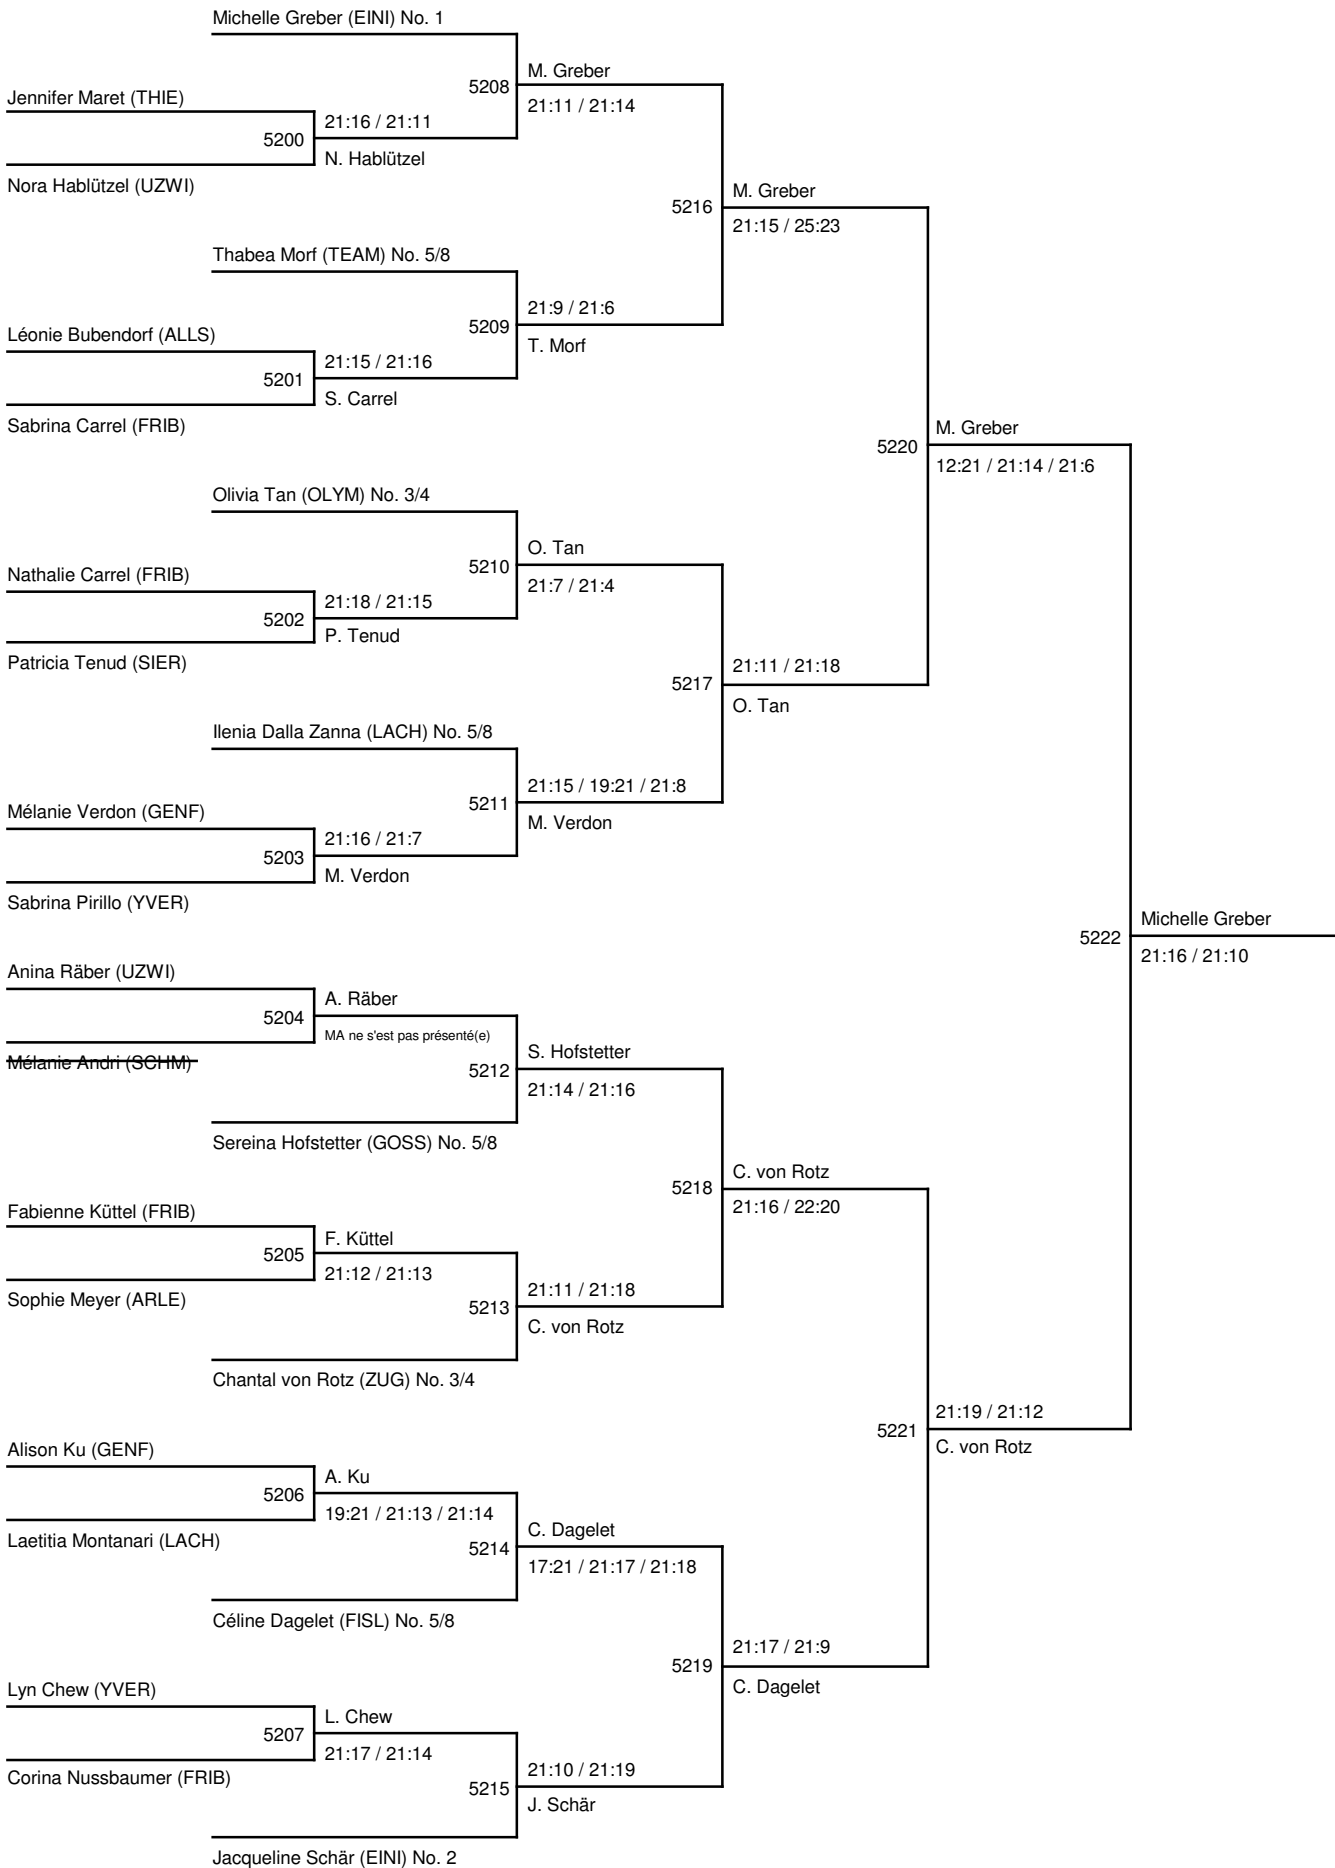 Michelle Greber (EINI) No. 1
5208
M. Greber
21:11 / 21:14
Jennifer Maret (THIE)
5200
21:16 / 21:11
N. Hablützel
Nora Hablützel (UZWI)
5216
M. Greber
21:15 / 25:23
Thabea Morf (TEAM) No. 5/8
5209
21:9 / 21:6
T. Morf
Léonie Bubendorf (ALLS)
5201
21:15 / 21:16
S. Carrel
Sabrina Carrel (FRIB)
5220
M. Greber
12:21 / 21:14 / 21:6
Olivia Tan (OLYM) No. 3/4
5210
O. Tan
21:7 / 21:4
Nathalie Carrel (FRIB)
5202
21:18 / 21:15
P. Tenud
Patricia Tenud (SIER)
5217
21:11 / 21:18
O. Tan
Ilenia Dalla Zanna (LACH) No. 5/8
5211
21:15 / 19:21 / 21:8
M. Verdon
Mélanie Verdon (GENF)
5203
21:16 / 21:7
M. Verdon
Sabrina Pirillo (YVER)
5222
Michelle Greber
21:16 / 21:10
Anina Räber (UZWI)
5204
A. Räber
MA ne s'est pas présenté(e)
Mélanie Andri (SCHM)
5212
S. Hofstetter
21:14 / 21:16
Sereina Hofstetter (GOSS) No. 5/8
5218
C. von Rotz
21:16 / 22:20
Fabienne Küttel (FRIB)
5205
F. Küttel
21:12 / 21:13
Sophie Meyer (ARLE)
5213
21:11 / 21:18
C. von Rotz
Chantal von Rotz (ZUG) No. 3/4
5221
21:19 / 21:12
C. von Rotz
Alison Ku (GENF)
5206
A. Ku
19:21 / 21:13 / 21:14
Laetitia Montanari (LACH)
5214
C. Dagelet
17:21 / 21:17 / 21:18
Céline Dagelet (FISL) No. 5/8
5219
21:17 / 21:9
C. Dagelet
Lyn Chew (YVER)
5207
L. Chew
21:17 / 21:14
Corina Nussbaumer (FRIB)
5215
21:10 / 21:19
J. Schär
Jacqueline Schär (EINI) No. 2